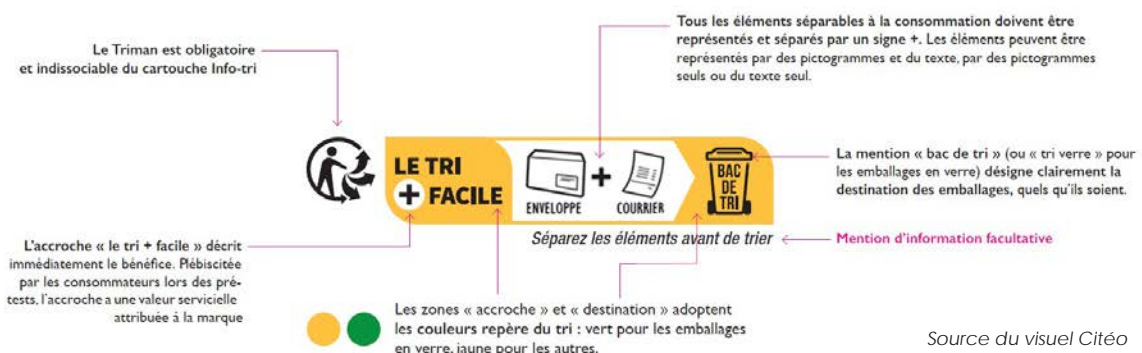 Tous les éléments séparables à la consommation doivent être
représentés et séparés par un signe +. Les éléments peuvent être
représentés par des pictogrammes et du texte, par des pictogrammes
seuls ou du texte seul.
Le Triman est obligatoire
et indissociable du cartouche Info-tri
LE TRI
+ FACILE
ENVELOPPE
+
COURRIER
BAC
DE
TRI
La mention « bac de tri » (ou « tri verre » pour
les emballages en verre) désigne clairement la
destination des emballages, quels qu'ils soient.
Séparez les éléments avant de trier
Mention d'information facultative
L'accroche « le tri + facile » décrit
immédiatement le bénéfice. Plébiscitée
par les consommateurs lors des pré-
tests, l'accroche a une valeur servicielle
attribuée à la marque
Les zones « accroche » et « destination » adoptent
les couleurs repère du tri : vert pour les emballages
en verre, jaune pour les autres.
Source du visuel Citéo